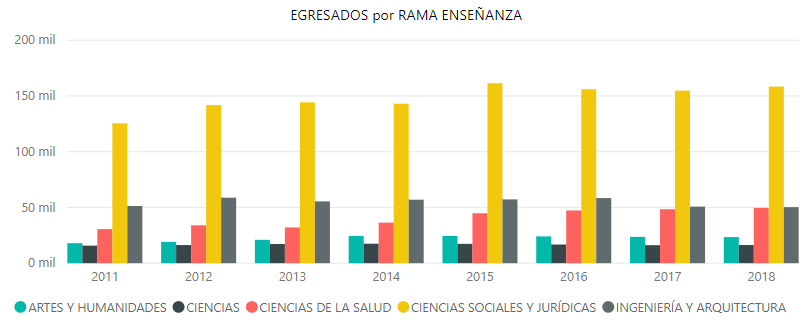 EGRESADOS por RAMA ENSEÑANZA
200 mil
150 mil
100 mil
50 mil
0 mil
2011 2012 2013 2014 2015 2016 2017 2018
ARTES Y HUMANIDADES CIENCIAS CIENCIAS DE LA SALUD CIENCIAS SOCIALES Y JURÍDICAS INGENIERÍA Y ARQUITECTURA